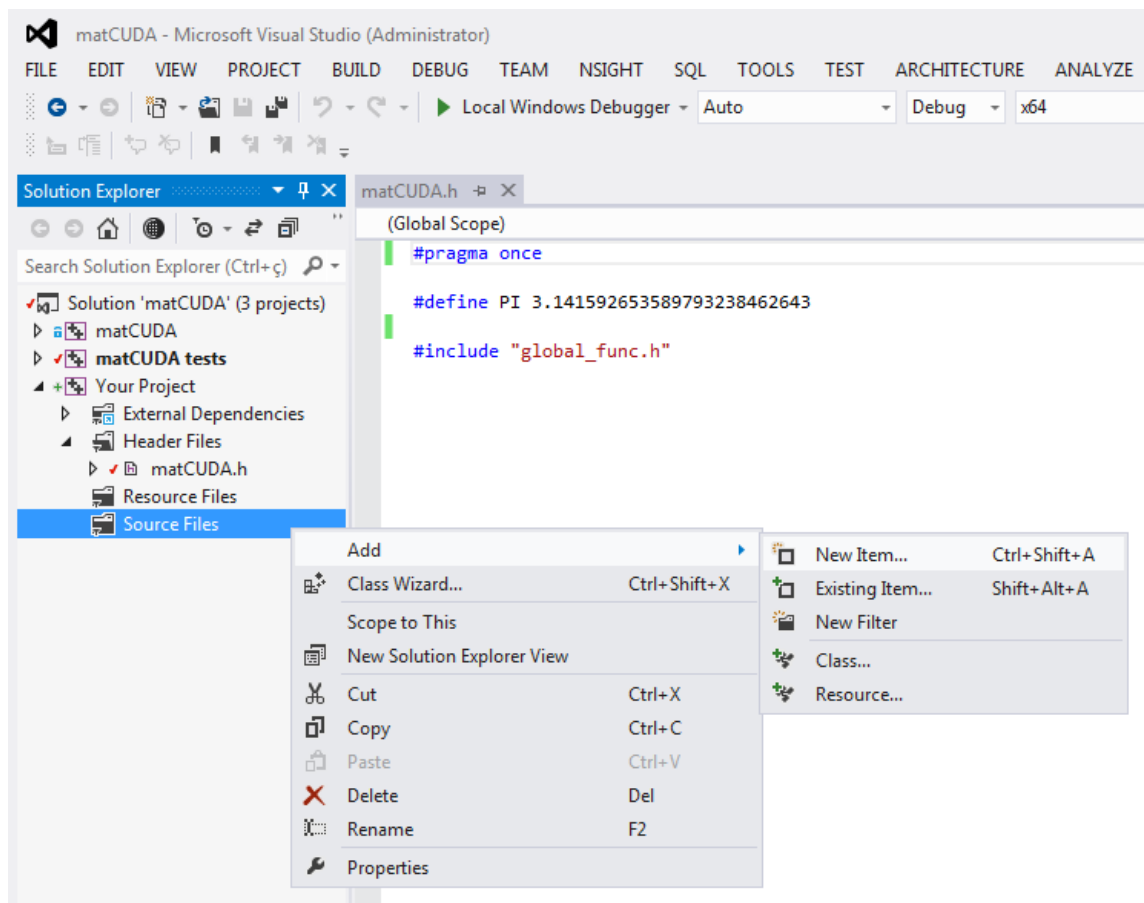 matCUDA - Microsoft Visual Studio (Administrator)
FILE EDIT VIEW PROJECT BUILD DEBUG TEAM NSIGHT SQL TOOLS TEST ARCHITECTURE ANALYZE
Local Windows Debugger Auto Debug x64
Solution Explorer
matCUDA.h
(Global Scope)
Search Solution Explorer (Ctrl+ç)
Solution 'matCUDA' (3 projects)
matCUDA
matCUDA tests
Your Project
External Dependencies
Header Files
matCUDA.h
Resource Files
Source Files
#pragma once
#define PI 3.141592653589793238462643
#include "global_func.h"
Add
Class Wizard... Ctrl+Shift+X
Scope to This
New Solution Explorer View
Cut Ctrl+X
Copy Ctrl+C
Paste Ctrl+V
Delete Del
Rename F2
Properties
New Item... Ctrl+Shift+A
Existing Item... Shift+Alt+A
New Filter
Class...
Resource...